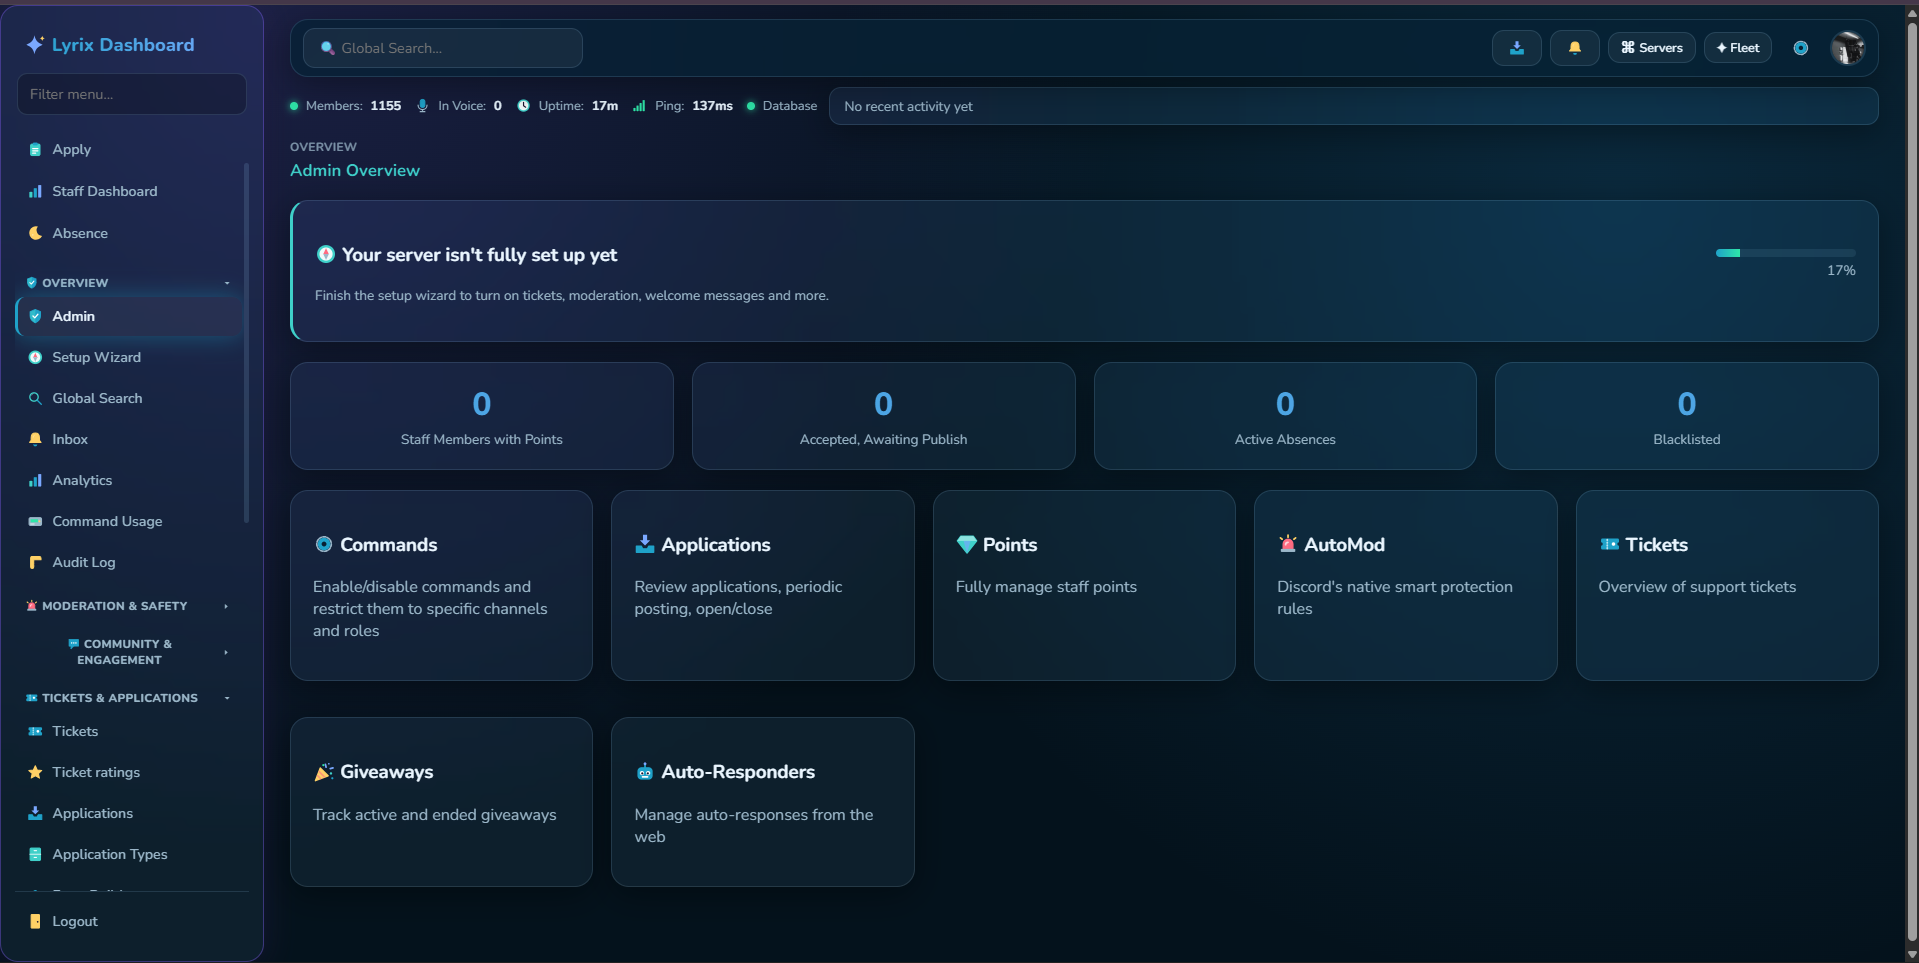 Lyrix Dashboard
Filter menu...
Apply
Staff Dashboard
Absence
OVERVIEW
Admin
Setup Wizard
Global Search
Inbox
Analytics
Command Usage
Audit Log
MODERATION & SAFETY
COMMUNITY &
ENGAGEMENT
TICKETS & APPLICATIONS
Tickets
Ticket ratings
Applications
Application Types
Logout
Global Search...
Servers
Fleet
Members: 1155 In Voice: 0 Uptime: 17m Ping: 137ms Database
No recent activity yet
OVERVIEW
Admin Overview
Your server isn't fully set up yet
17%
Finish the setup wizard to turn on tickets, moderation, welcome messages and more.
0
Staff Members with Points
0
Accepted, Awaiting Publish
0
Active Absences
0
Blacklisted
Commands
Enable/disable commands and
restrict them to specific channels
and roles
Applications
Review applications, periodic
posting, open/close
Points
Fully manage staff points
AutoMod
Discord's native smart protection
rules
Tickets
Overview of support tickets
Giveaways
Track active and ended giveaways
Auto-Responders
Manage auto-responses from the
web